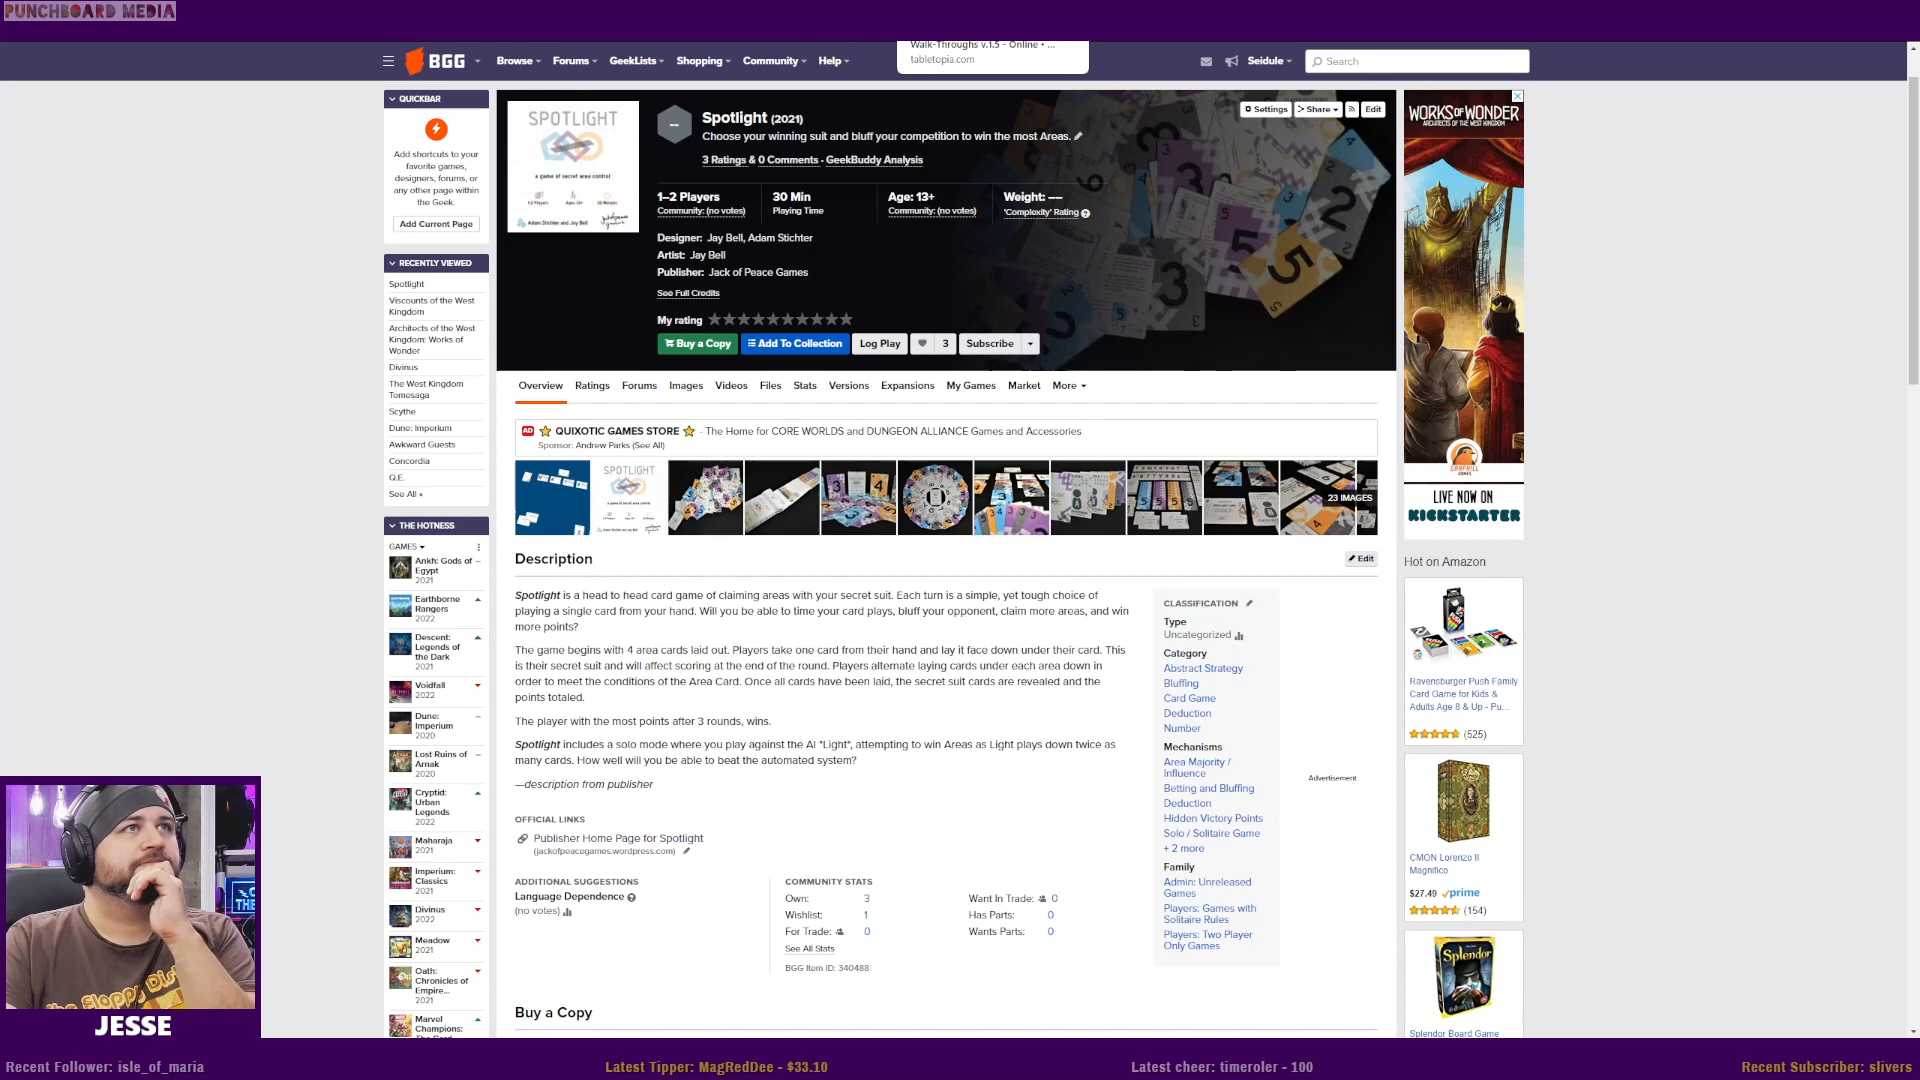 PUNCHBOARD MEDIA
BGG
Browse
Forums
GeekLists
Shopping
Community
Help
Walk-Throughs v.1.5 - Online • ...
tabletopia.com
Seidule
Search
QUICKBAR
Add shortcuts to your
favorite games,
designers, forums, or
any other page within
the Geek.
Add Current Page
RECENTLY VIEWED
Spotlight
Viscounts of the West
Kingdom
Architects of the West
Kingdom: Works of
Wonder
Divinus
The West Kingdom
Tomesaga
Scythe
Dune: Imperium
Awkward Guests
Concordia
Q.E.
See All »
THE HOTNESS
GAMES
Ankh: Gods of
Egypt
2021
Earthborne
Rangers
2022
Descent:
Legends of
the Dark
2021
Voidfall
2022
Dune:
Imperium
2020
Lost Ruins of
Arnak
2020
Cryptid:
Urban
Legends
2022
Maharaja
2021
Imperium:
Classics
2021
Divinus
2022
Meadow
2021
Oath:
Chronicles of
Empire...
2021
Marvel
Champions:
SPOTLIGHT
a game of secret area control
Adam Stichter and Jay Bell
--
Spotlight (2021)
Choose your winning suit and bluff your competition to win the most Areas.
3 Ratings & 0 Comments - GeekBuddy Analysis
Settings
Share
Edit
1–2 Players
Community: (no votes)
30 Min
Playing Time
Age: 13+
Community: (no votes)
Weight: ––
'Complexity' Rating
Designer: Jay Bell, Adam Stichter
Artist: Jay Bell
Publisher: Jack of Peace Games
See Full Credits
My rating
Buy a Copy
Add To Collection
Log Play
3
Subscribe
Overview
Ratings
Forums
Images
Videos
Files
Stats
Versions
Expansions
My Games
Market
More
AD
QUIXOTIC GAMES STORE - The Home for CORE WORLDS and DUNGEON ALLIANCE Games and Accessories
Sponsor: Andrew Parks (See All)
SPOTLIGHT
23 IMAGES
Description
Edit
Spotlight is a head to head card game of claiming areas with your secret suit. Each turn is a simple, yet tough choice of
playing a single card from your hand. Will you be able to time your card plays, bluff your opponent, claim more areas, and win
more points?
The game begins with 4 area cards laid out. Players take one card from their hand and lay it face down under their card. This
is their secret suit and will affect scoring at the end of the round. Players alternate laying cards under each area down in
order to meet the conditions of the Area Card. Once all cards have been laid, the secret suit cards are revealed and the
points totaled.
The player with the most points after 3 rounds, wins.
Spotlight includes a solo mode where you play against the AI "Light", attempting to win Areas as Light plays down twice as
many cards. How well will you be able to beat the automated system?
—description from publisher
OFFICIAL LINKS
Publisher Home Page for Spotlight
(jackofpeacegames.wordpress.com)
ADDITIONAL SUGGESTIONS
Language Dependence
(no votes)
COMMUNITY STATS
Own: 3
Wishlist: 1
For Trade: 0
See All Stats
BGG Item ID: 340488
Want In Trade: 0
Has Parts: 0
Wants Parts: 0
CLASSIFICATION
Type
Uncategorized
Category
Abstract Strategy
Bluffing
Card Game
Deduction
Number
Mechanisms
Area Majority /
Influence
Betting and Bluffing
Deduction
Hidden Victory Points
Solo / Solitaire Game
+ 2 more
Family
Admin: Unreleased
Games
Players: Games with
Solitaire Rules
Players: Two Player
Only Games
Advertisement
Buy a Copy
WORKS OF WONDER
ARCHITECTS OF THE WEST KINGDOM
GARPHILL
GAMES
LIVE NOW ON
KICKSTARTER
Hot on Amazon
Ravensburger Push Family
Card Game for Kids &
Adults Age 8 & Up - Pu...
(525)
CMON Lorenzo II
Magnifico
$27.49 prime
(154)
Splendor
Splendor Board Game
the Floppy Dis
JESSE
Recent Follower: isle_of_maria
Latest Tipper: MagRedDee - $33.10
Latest cheer: timeroler - 100
Recent Subscriber: slivers